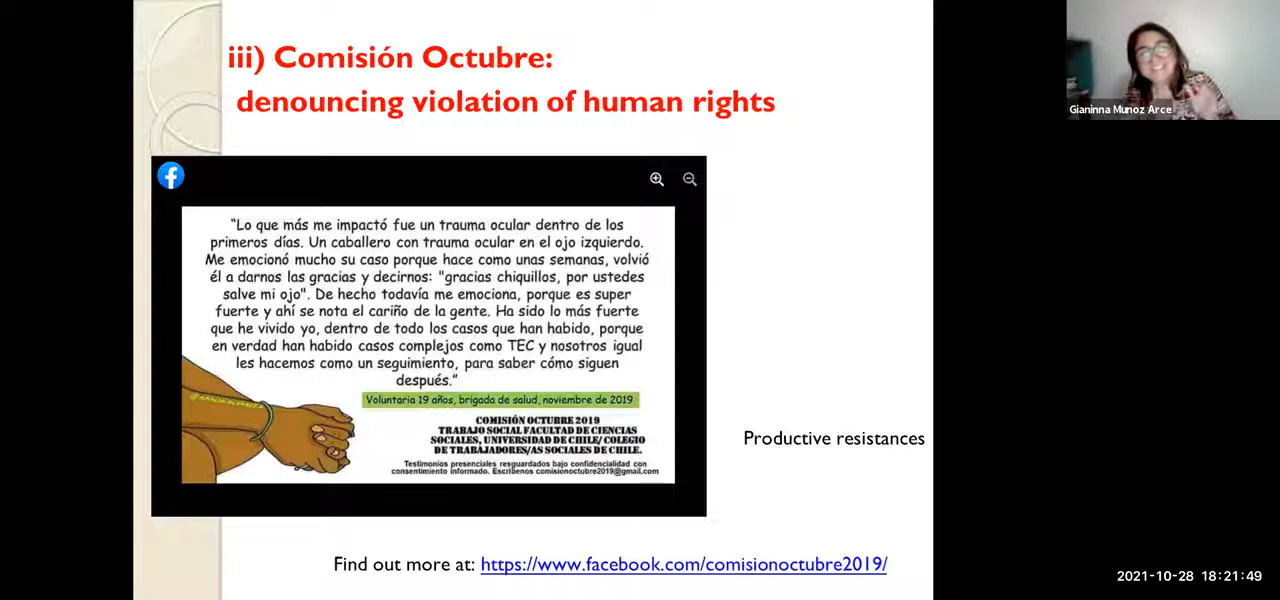 iii) Comisión Octubre:
denouncing violation of human rights
Gianinna Munoz Arce
"Lo que más me impactó fue un trauma ocular dentro de los
primeros días. Un caballero con trauma ocular en el ojo izquierdo.
Me emocionó mucho su caso porque hace como unas semanas, volvió
él a darnos las gracias y decirnos: "gracias chiquillos, por ustedes
salve mi ojo". De hecho todavía me emociona, porque es super
fuerte y ahí se nota el cariño de la gente. Ha sido lo más fuerte
que he vivido yo, dentro de todo los casos que han habido, porque
en verdad han habido casos complejos como TEC y nosotros igual
les hacemos como un seguimiento, para saber cómo siguen
después."
Voluntaria 19 años, brigada de salud, noviembre de 2019
COMISIÓN OCTUBRE 2019
TRABAJO SOCIAL FACULTAD DE CIENCIAS
SOCIALES, UNIVERSIDAD DE CHILE/ COLEGIO
DE TRABAJADORES/AS SOCIALES DE CHILE.
Testimonios presenciales resguardados bajo confidencialidad con
consentimiento informado. Escríbenos comisionoctubre2019@gmail.com
Productive resistances
Find out more at: https://www.facebook.com/comisionoctubre2019/
2021-10-28 18:21:49